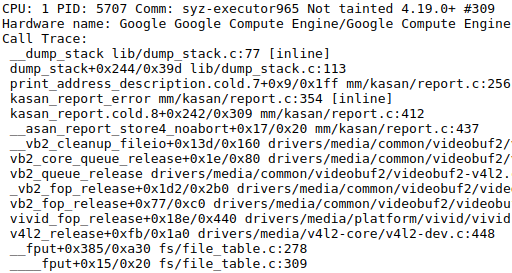 CPU: 1 PID: 5707 Comm: syz-executor965 Not tainted 4.19.0+ #309
Hardware name: Google Google Compute Engine/Google Compute Engine
Call Trace:
__dump_stack lib/dump_stack.c:77 [inline]
dump_stack+0x244/0x39d lib/dump_stack.c:113
print_address_description.cold.7+0x9/0x1ff mm/kasan/report.c:256
kasan_report_error mm/kasan/report.c:354 [inline]
kasan_report.cold.8+0x242/0x309 mm/kasan/report.c:412
__asan_report_store4_noabort+0x17/0x20 mm/kasan/report.c:437
__vb2_cleanup_fileio+0x13d/0x160 drivers/media/common/videobuf2/
vb2_core_queue_release+0x1e/0x80 drivers/media/common/videobuf2/
vb2_queue_release drivers/media/common/videobuf2/videobuf2-v4l2.
_vb2_fop_release+0x1d2/0x2b0 drivers/media/common/videobuf2/vide
vb2_fop_release+0x77/0xc0 drivers/media/common/videobuf2/videobu
vivid_fop_release+0x18e/0x440 drivers/media/platform/vivid/vivid
v4l2_release+0xfb/0x1a0 drivers/media/v4l2-core/v4l2-dev.c:448
__fput+0x385/0xa30 fs/file_table.c:278
____fput+0x15/0x20 fs/file_table.c:309